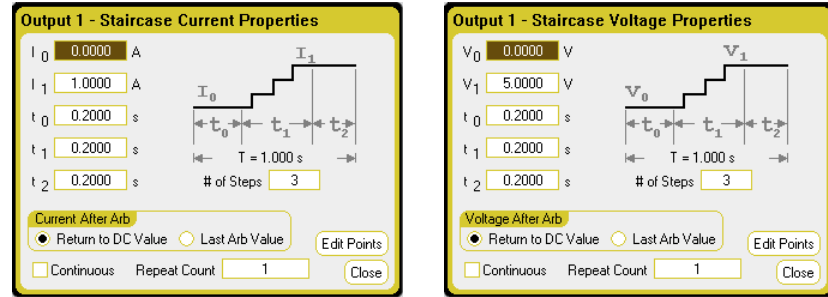 Output 1 - Staircase Current Properties
I 0 0.0000 A
I 1 1.0000 A
t 0 0.2000 s
t 1 0.2000 s
t 2 0.2000 s
I0
I1
t0 t1 t2
T = 1.000 s
# of Steps 3
Current After Arb
Return to DC Value Last Arb Value
Edit Points
Continuous Repeat Count 1
Close
Output 1 - Staircase Voltage Properties
V0 0.0000 V
V1 5.0000 V
t 0 0.2000 s
t 1 0.2000 s
t 2 0.2000 s
V0
V1
t0 t1 t2
T = 1.000 s
# of Steps 3
Voltage After Arb
Return to DC Value Last Arb Value
Edit Points
Continuous Repeat Count 1
Close